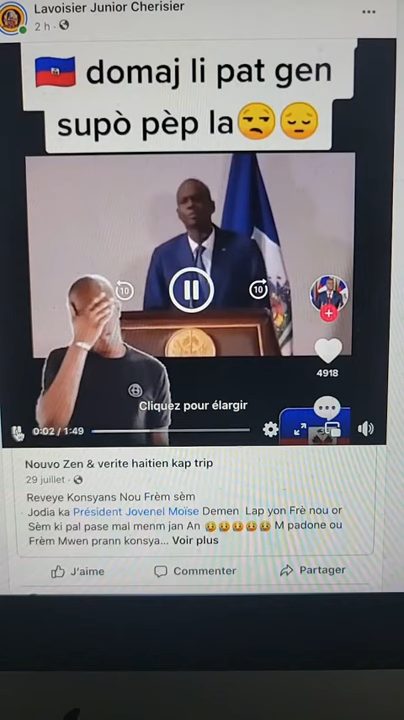 Lavoisier Junior Cherisier
2 h
domaj li pat gen
supò pèp la
10
10
4918
Cliquez pour élargir
0:02 / 1:49
Nouvo Zen & verite haitien kap trip
29 juillet
Reveye Konsyans Nou Frèm sèm
Jodia ka Président Jovenel Moïse Demen Lap yon Frè nou or
Sèm ki pal pase mal menm jan An 😢😢😢😢😢 M padone ou
Frèm Mwen prann konsya... Voir plus
J'aime
Commenter
Partager